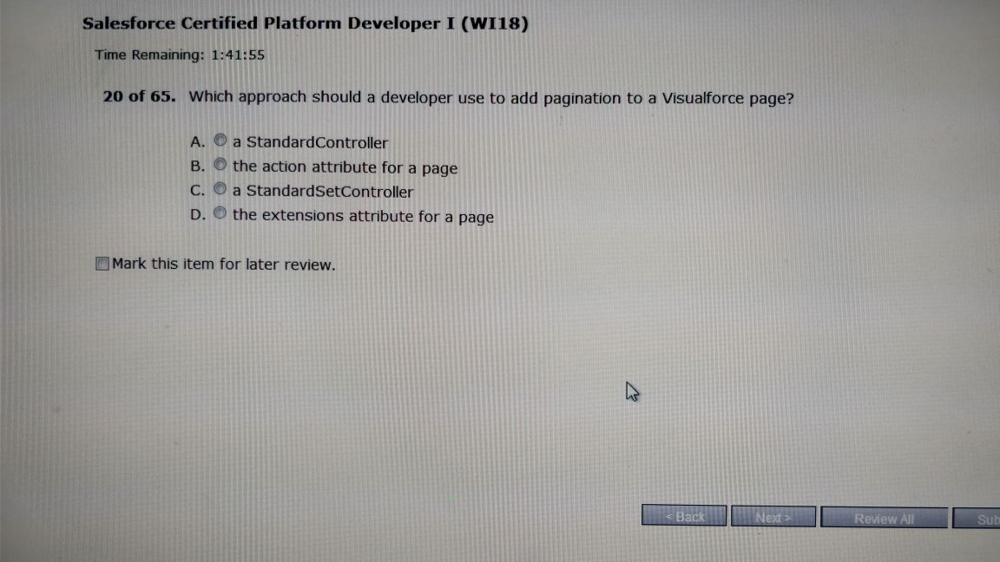 Salesforce Certified Platform Developer I (WI18)
Time Remaining: 1:41:55
20 of 65. Which approach should a developer use to add pagination to a Visualforce page?
A. a StandardController
B. the action attribute for a page
C. a StandardSetController
D. the extensions attribute for a page
Mark this item for later review.
< Back Next > Review All Sub